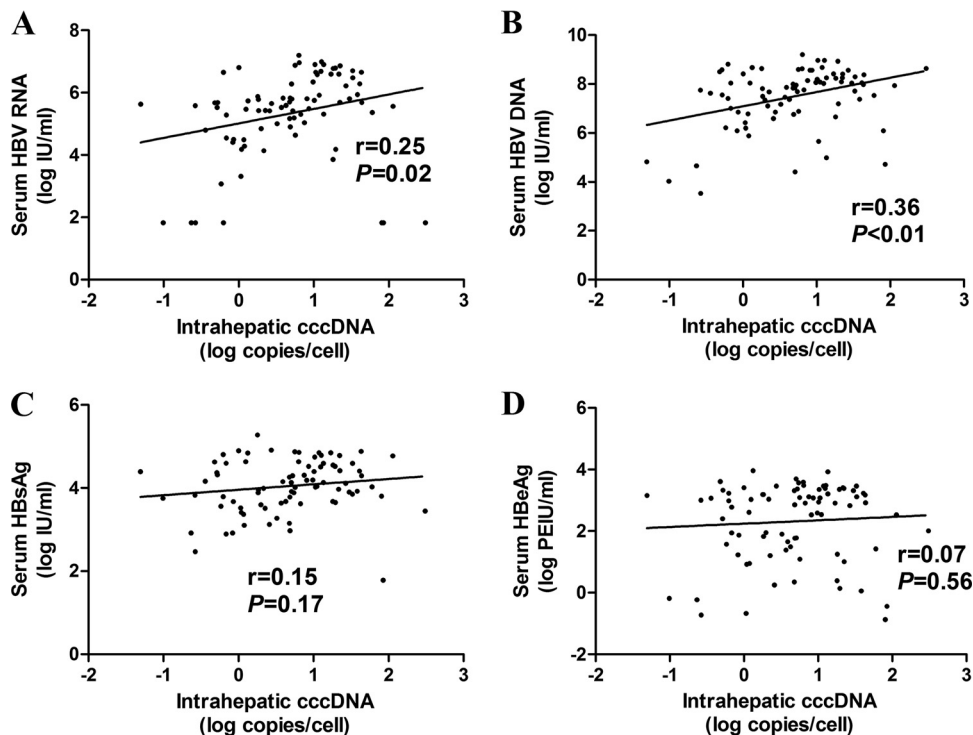 A
Serum HBV RNA
(log IU/ml)
8
6
4
2
0
r=0.25
P=0.02
-2
-1
0
1
2
3
Intrahepatic cccDNA
(log copies/cell)
B
Serum HBV DNA
(log IU/ml)
10
8
6
4
2
0
r=0.36
P<0.01
-2
-1
0
1
2
3
Intrahepatic cccDNA
(log copies/cell)
C
Serum HBsAg
(log IU/ml)
6
4
2
0
r=0.15
P=0.17
-2
-1
0
1
2
3
Intrahepatic cccDNA
(log copies/cell)
D
Serum HBeAg
(log PEIU/ml)
6
4
2
0
-2
r=0.07
P=0.56
-2
-1
0
1
2
3
Intrahepatic cccDNA
(log copies/cell)